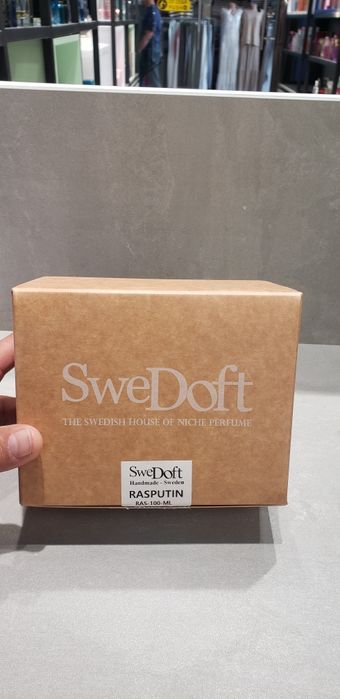 SweDoft
THE SWEDISH HOUSE OF NICHE PERFUME
SweDoft
Handmade - Sweden
RASPUTIN
RAS-100-ML